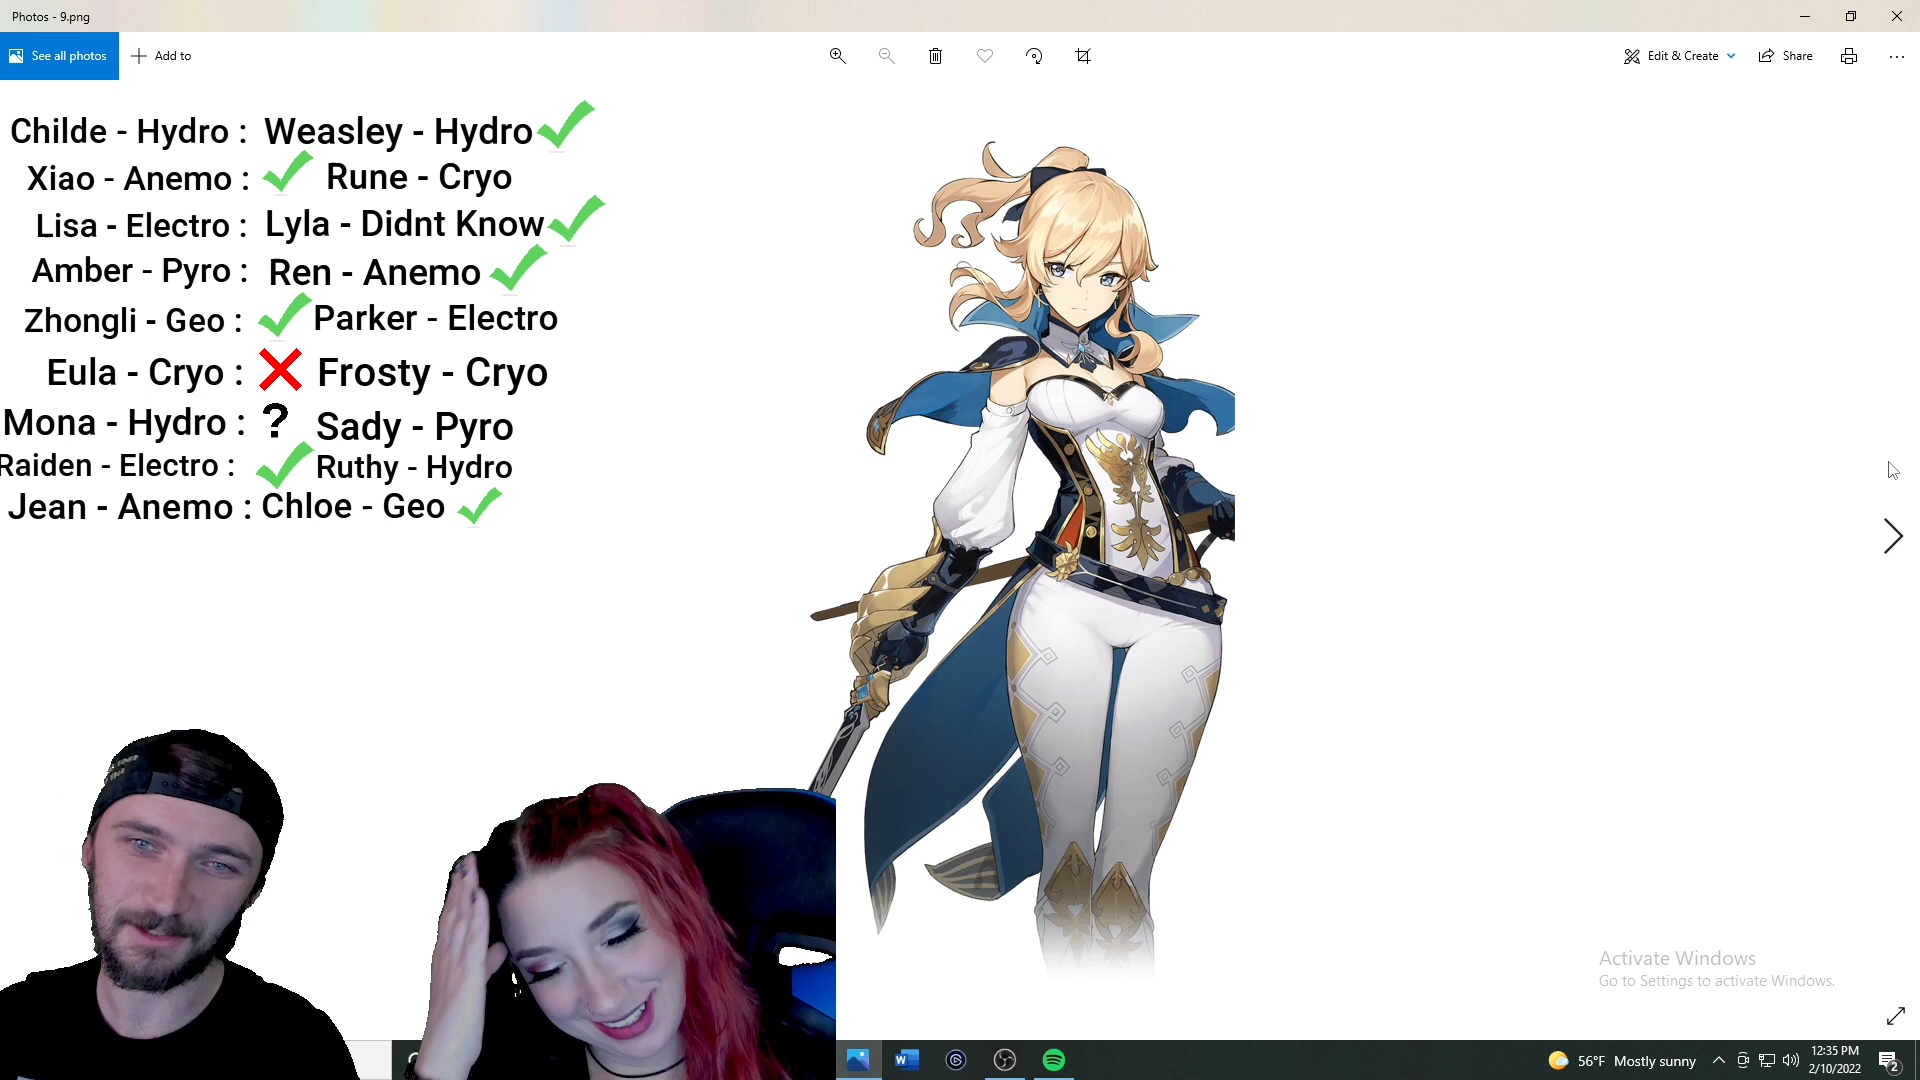 Photos - 9.png
See all photos
Add to
Edit & Create
Share
Childe - Hydro : Weasley - Hydro
Xiao - Anemo : Rune - Cryo
Lisa - Electro : Lyla - Didnt Know
Amber - Pyro : Ren - Anemo
Zhongli - Geo : Parker - Electro
Eula - Cryo : Frosty - Cryo
Mona - Hydro : ? Sady - Pyro
Raiden - Electro : Ruthy - Hydro
Jean - Anemo : Chloe - Geo
Activate Windows
Go to Settings to activate Windows.
56°F Mostly sunny
12:35 PM
2/10/2022
2